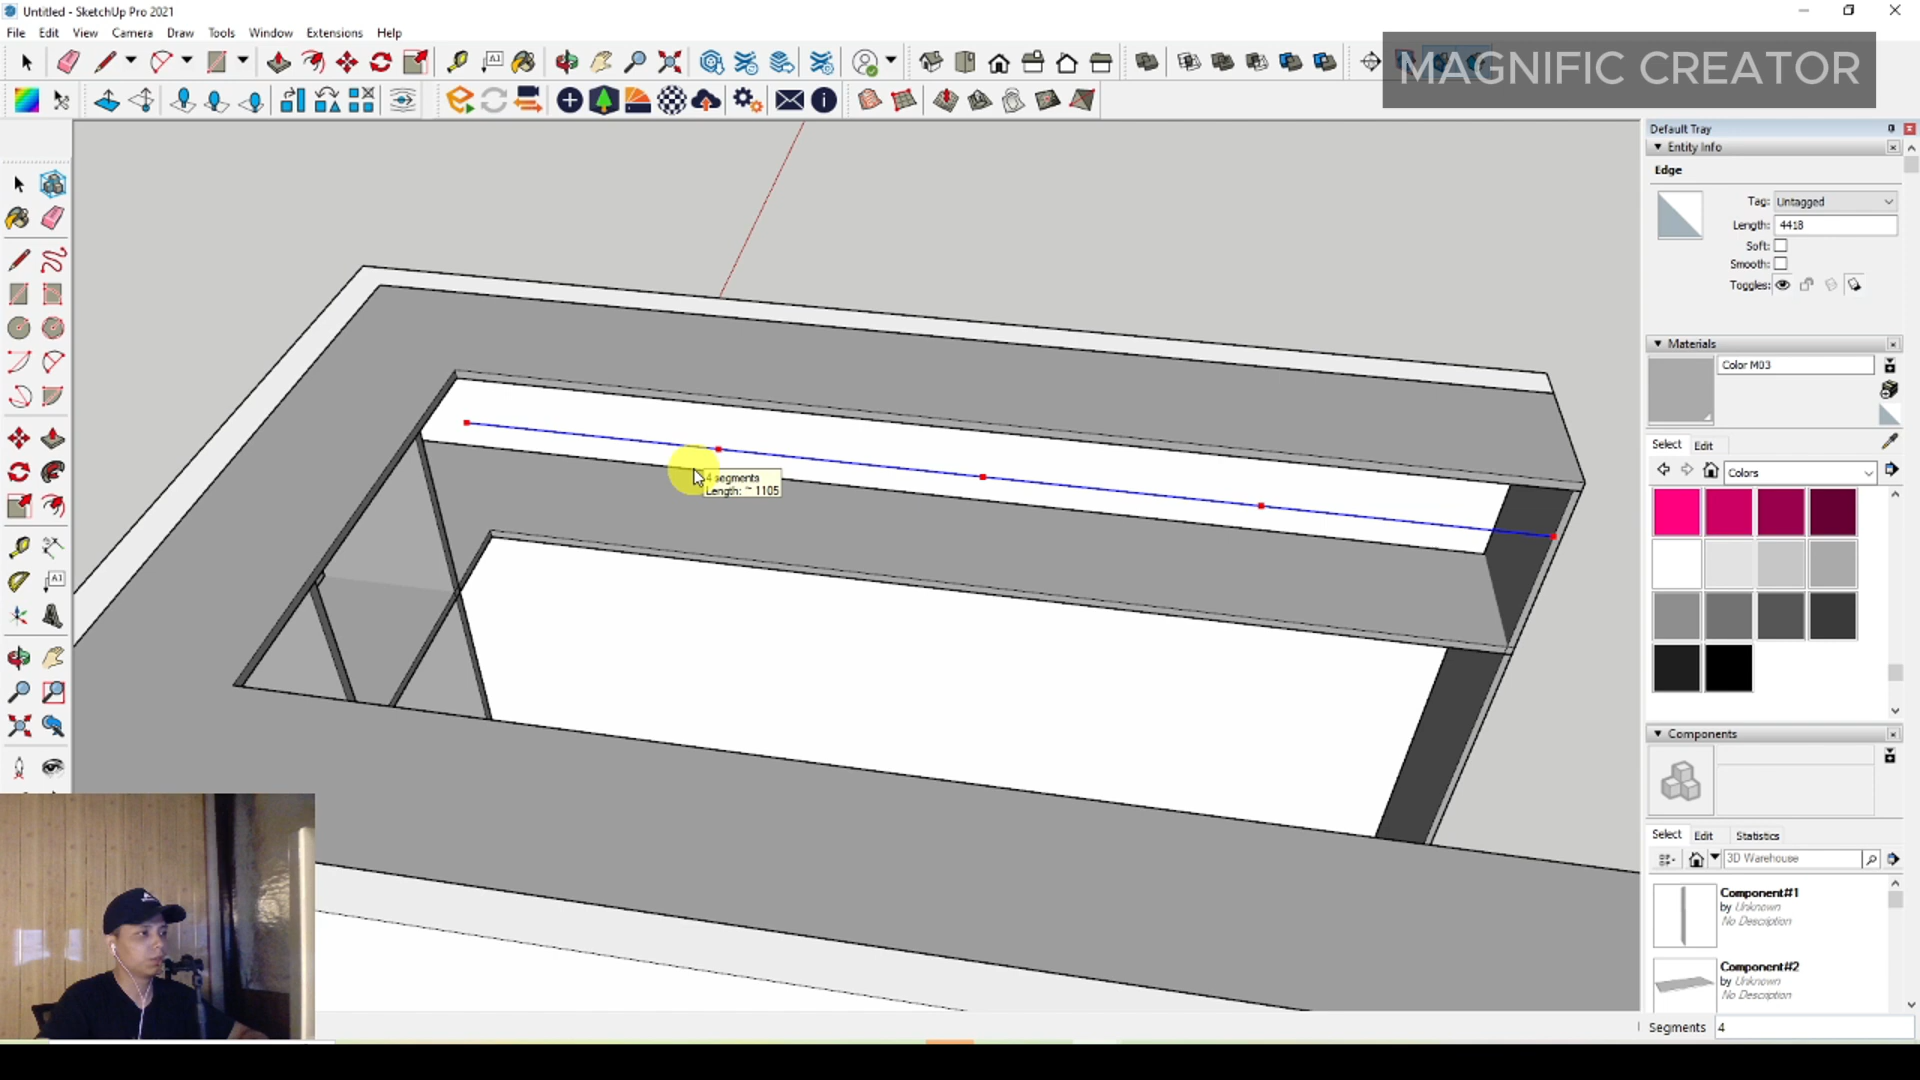 Untitled - SketchUp Pro 2021
File Edit View Camera Draw Tools Window Extensions Help
MAGNIFIC CREATOR
Default Tray
Entity Info
Edge
Tag: Untagged
Length: 4418
Soft:
Smooth:
Toggles:
Materials
Color M03
Select Edit
Colors
4 segments
Length: ~ 1105
Components
Select Edit Statistics
3D Warehouse
Component#1
by Unknown
No Description
Component#2
by Unknown
No Description
Segments 4